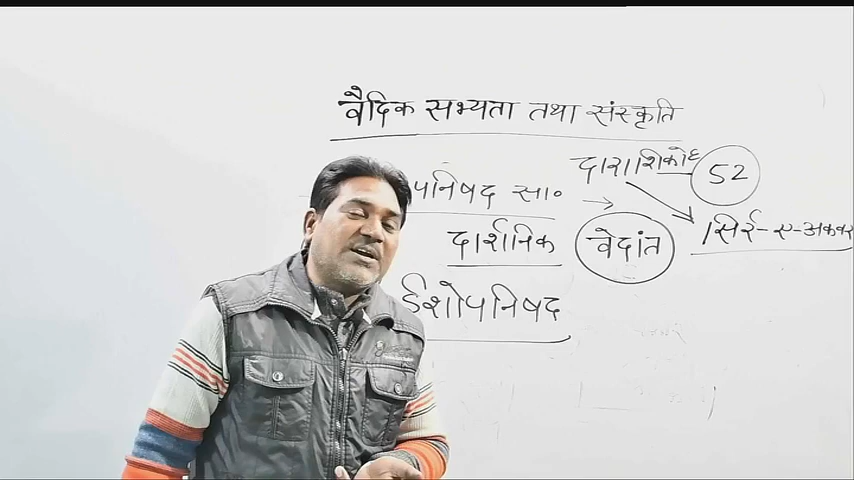 वैदिक सभ्यता तथा संस्कृति
दाराशिकोह 52
पनिषद सा० →
दार्शनिक वेदांत सिर्र-ए-अकबर
ईशोपनिषद